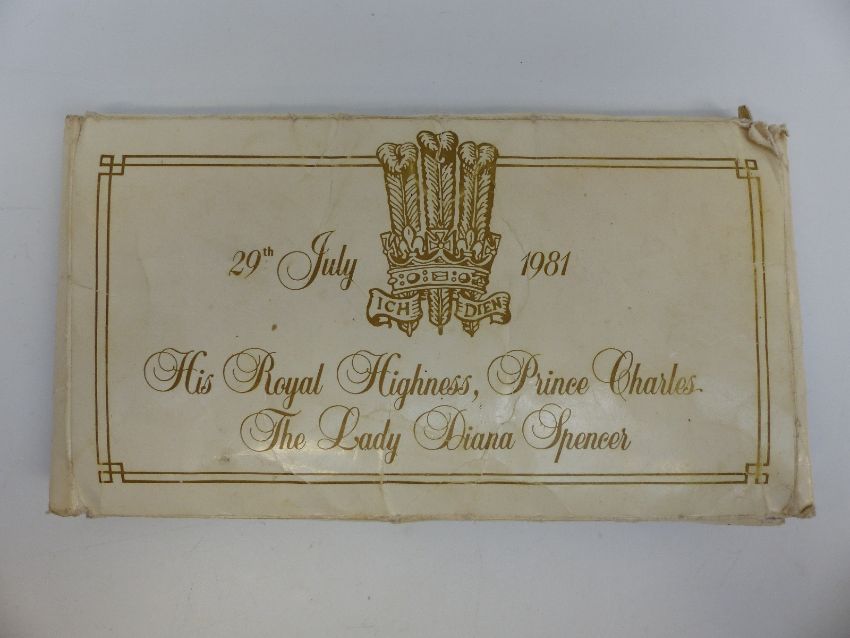 29th July 1981
ICH DIEN
His Royal Highness, Prince Charles
The Lady Diana Spencer